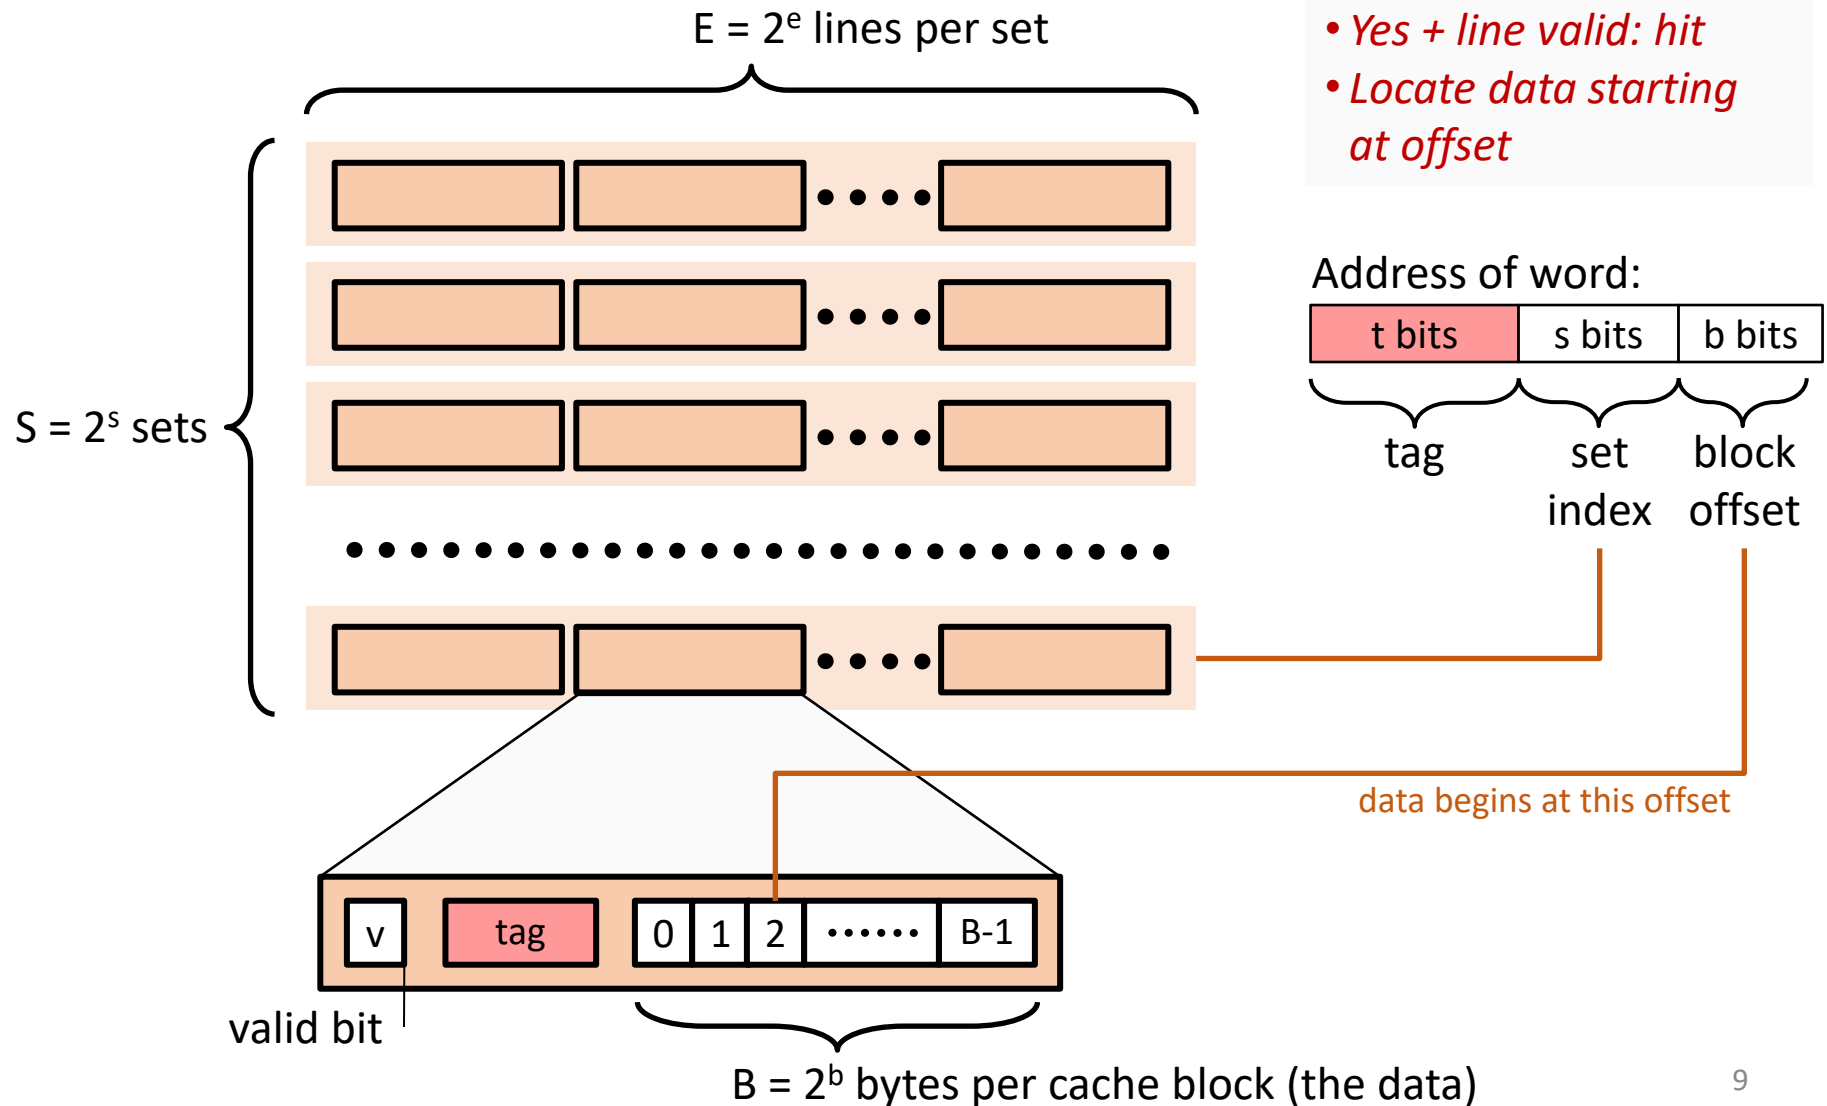 E = 2ᵉ lines per set
• Yes + line valid: hit
• Locate data starting
at offset
Address of word:
t bits s bits b bits
S = 2ˢ sets
tag set block
index offset
data begins at this offset
v tag 0 1 2 •••••• B-1
valid bit
B = 2ᵇ bytes per cache block (the data)
9